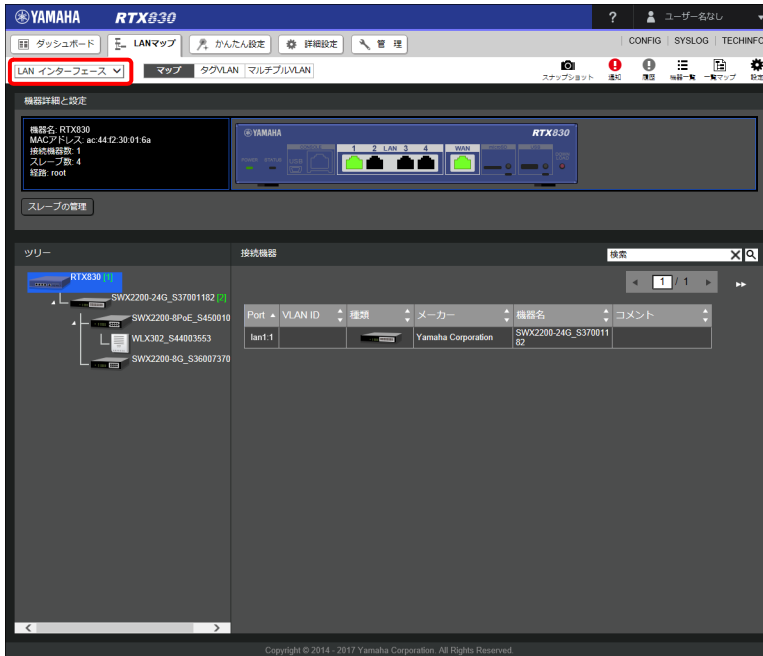 YAMAHA RTX830 ? ユーザー名なし
ダッシュボード LANマップ かんたん設定 詳細設定 管 理 CONFIG SYSLOG TECHINFO
LAN インターフェース マップ タグVLAN マルチプルVLAN スナップショット 通知 履歴 機器一覧 一覧マップ 設定
機器詳細と設定
機器名: RTX830
MACアドレス: ac:44:f2:30:01:6a
接続機器数: 1
スレーブ数: 4
経路: root
YAMAHA RTX830
1 2 LAN 3 4 WAN
POWER STATUS USB
スレーブの管理
ツリー 接続機器 検索
RTX830 [1]
SWX2200-24G_S37001182 [2]
SWX2200-8PoE_S450010
WLX302_S44003553
SWX2200-8G_S36007370
1 / 1
Port VLAN ID 種類 メーカー 機器名 コメント
lan1:1 Yamaha Corporation SWX2200-24G_S370011
82
Copyright © 2014 - 2017 Yamaha Corporation. All Rights Reserved.